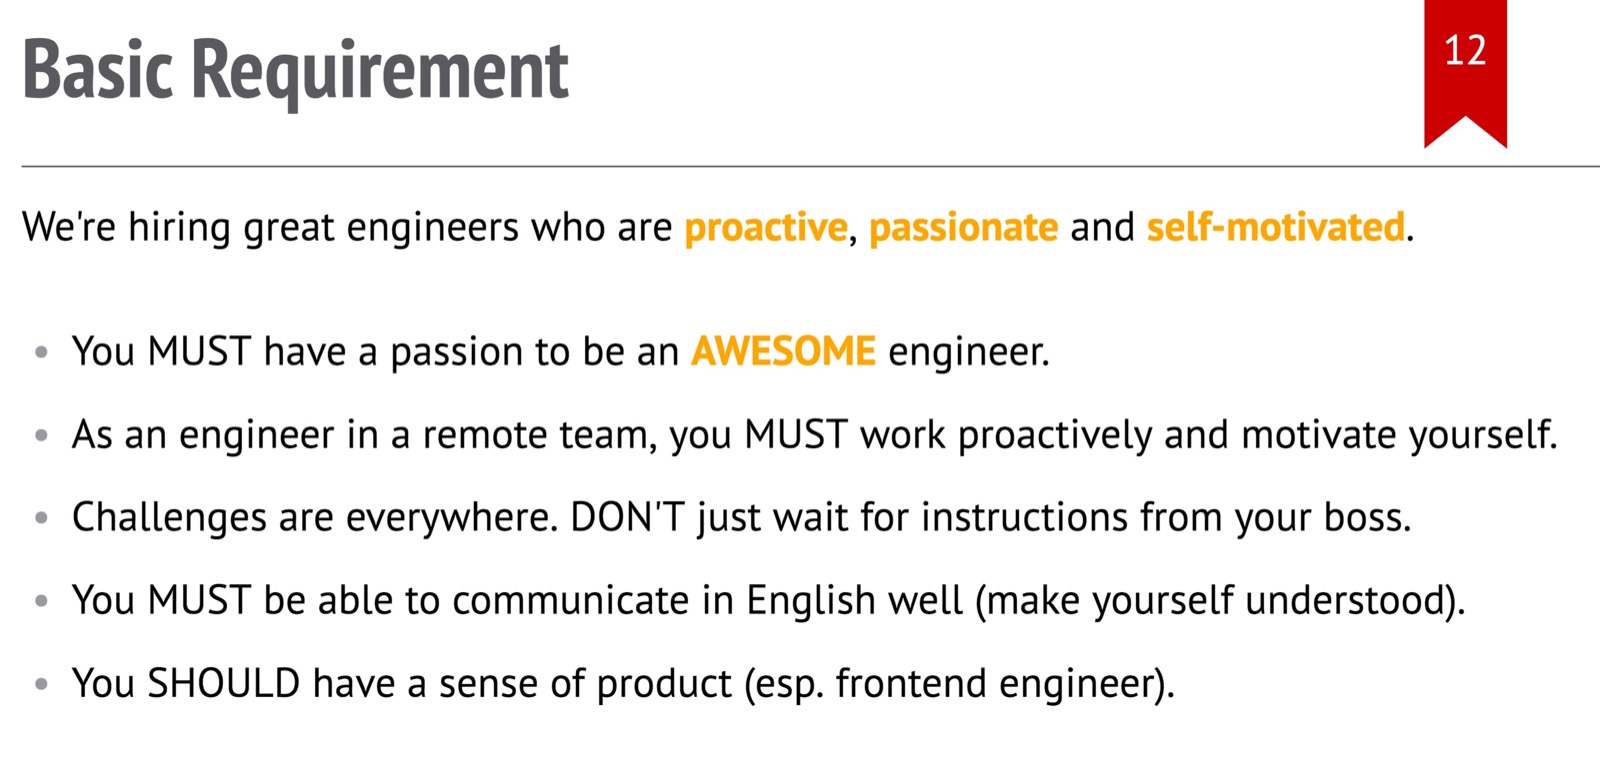 Basic Requirement
12
We're hiring great engineers who are proactive, passionate and self-motivated.
You MUST have a passion to be an AWESOME engineer.
As an engineer in a remote team, you MUST work proactively and motivate yourself.
Challenges are everywhere. DON'T just wait for instructions from your boss.
You MUST be able to communicate in English well (make yourself understood).
You SHOULD have a sense of product (esp. frontend engineer).